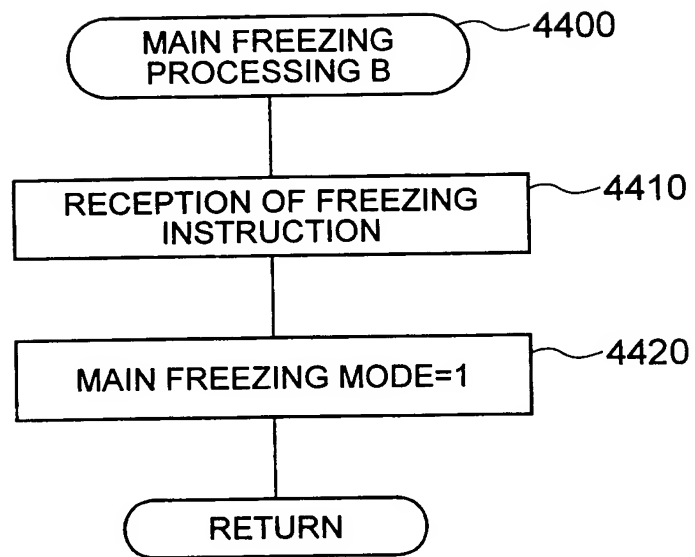 MAIN FREEZING
PROCESSING B
4400
RECEPTION OF FREEZING
INSTRUCTION
4410
MAIN FREEZING MODE=1
4420
RETURN